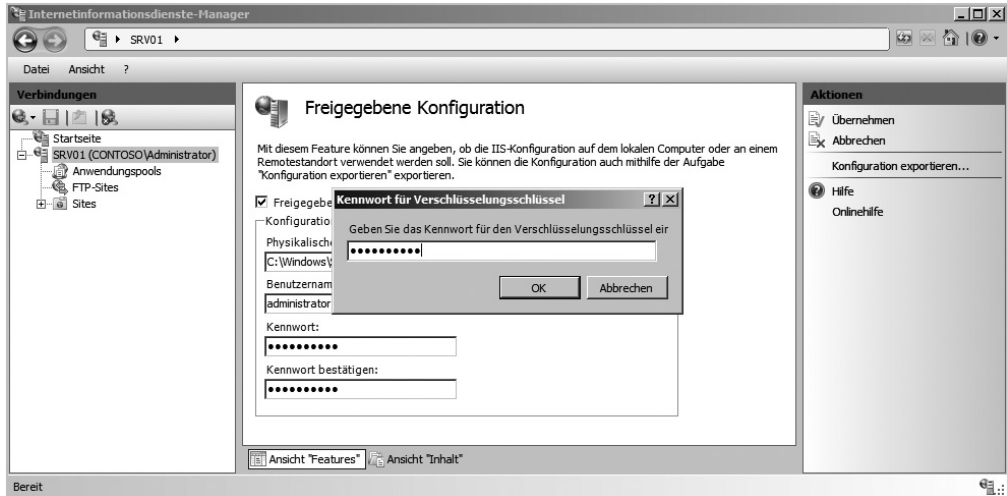 Internetinformationsdienste-Manager
SRV01
Datei Ansicht ?
Verbindungen
Startseite
SRV01 (CONTOSO\Administrator)
Anwendungspools
FTP-Sites
Sites
Freigegebene Konfiguration
Mit diesem Feature können Sie angeben, ob die IIS-Konfiguration auf dem lokalen Computer oder an einem
Remotestandort verwendet werden soll. Sie können die Konfiguration auch mithilfe der Aufgabe
"Konfiguration exportieren" exportieren.
Freigegebe
Konfiguratio
Physikalische
C:\Windows\
Benutzernam
administrator
Kennwort:
●●●●●●●●●●
Kennwort bestätigen:
●●●●●●●●●●
Kennwort für Verschlüsselungsschlüssel
Geben Sie das Kennwort für den Verschlüsselungsschlüssel eir
●●●●●●●●●●
OK Abbrechen
Ansicht "Features" Ansicht "Inhalt"
Aktionen
Übernehmen
Abbrechen
Konfiguration exportieren...
Hilfe
Onlinehilfe
Bereit